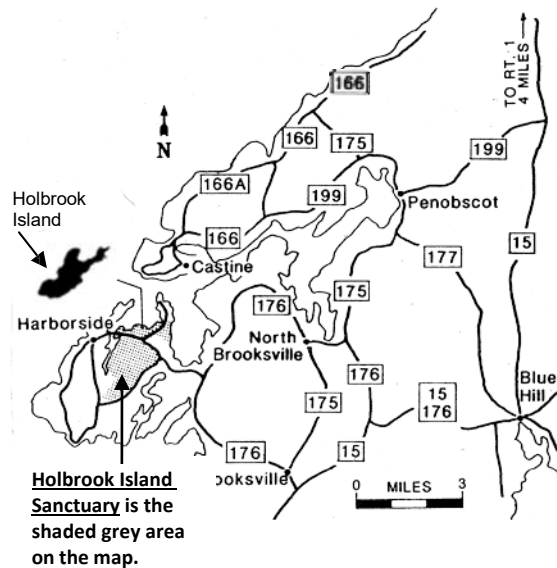 TO RT. 1
4 MILES
166
166
175
199
166A
199
Penobscot
Holbrook
Island
N
166
Castine
15
177
175
176
Harborside
North
Brooksville
176
15
176
Blue
Hill
175
176
15
ooksville
MILES
0
3
Holbrook Island
Sanctuary is the
shaded grey area
on the map.